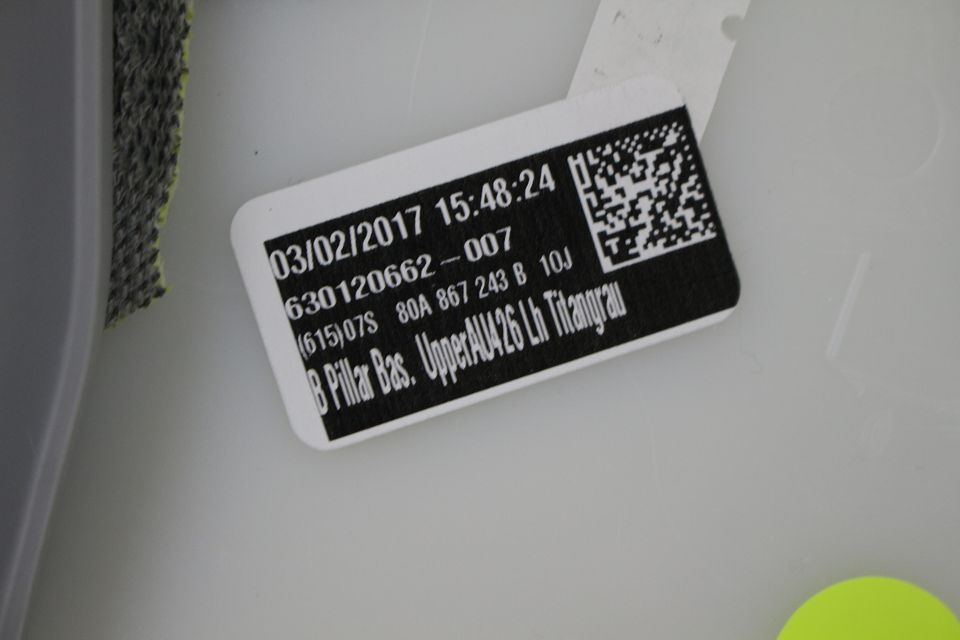 03/02/2017 15:48:24
630120662-007
(615)07S 80A 867 243 B 10J
B Pillar Bas. UpperAU426 Lh Titangrau